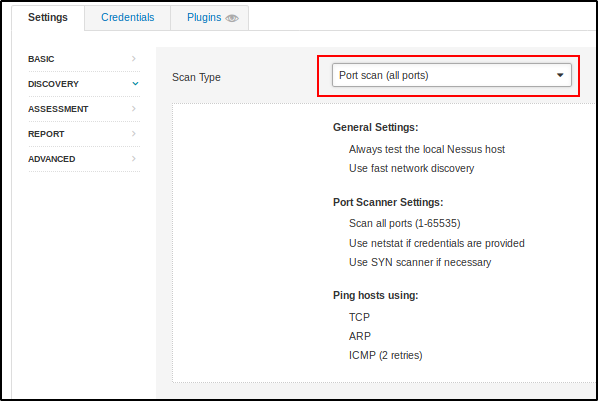 Settings
Credentials
Plugins
BASIC
DISCOVERY
ASSESSMENT
REPORT
ADVANCED
Scan Type
Port scan (all ports)
General Settings:
Always test the local Nessus host
Use fast network discovery
Port Scanner Settings:
Scan all ports (1-65535)
Use netstat if credentials are provided
Use SYN scanner if necessary
Ping hosts using:
TCP
ARP
ICMP (2 retries)